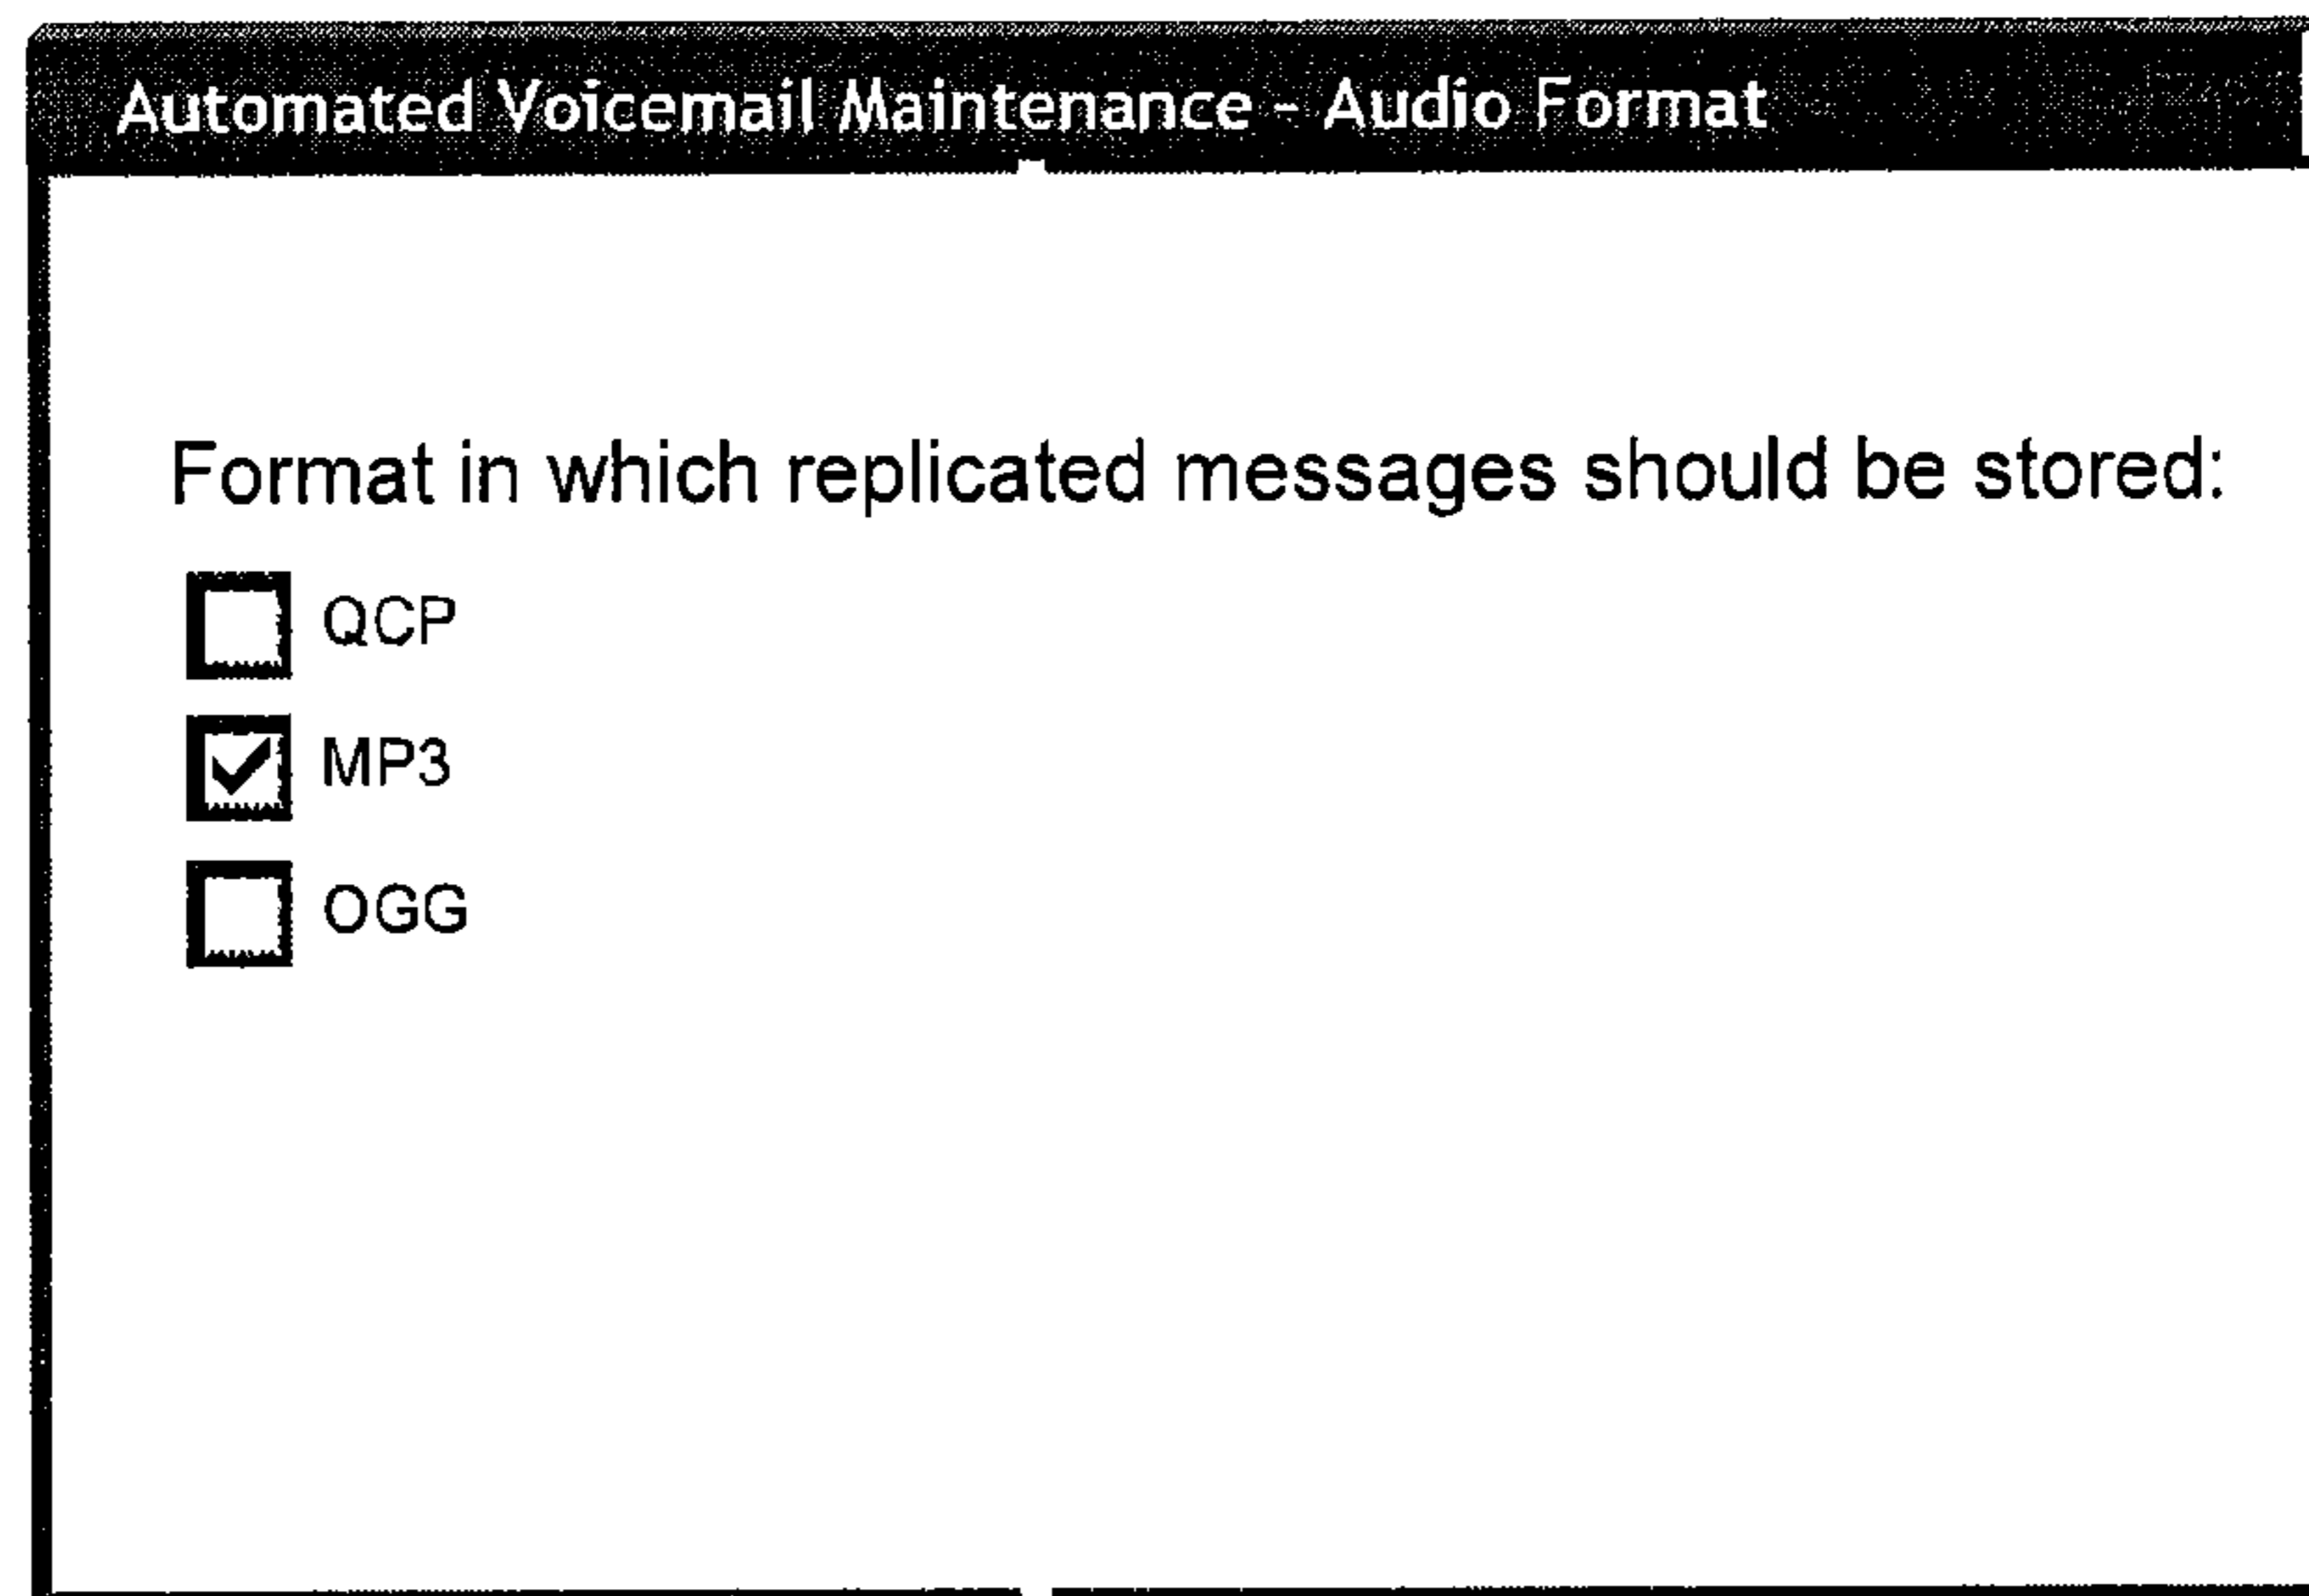 Automated Voicemail Maintenance - Audio Format
Format in which replicated messages should be stored:
QCP
MP3
OGG